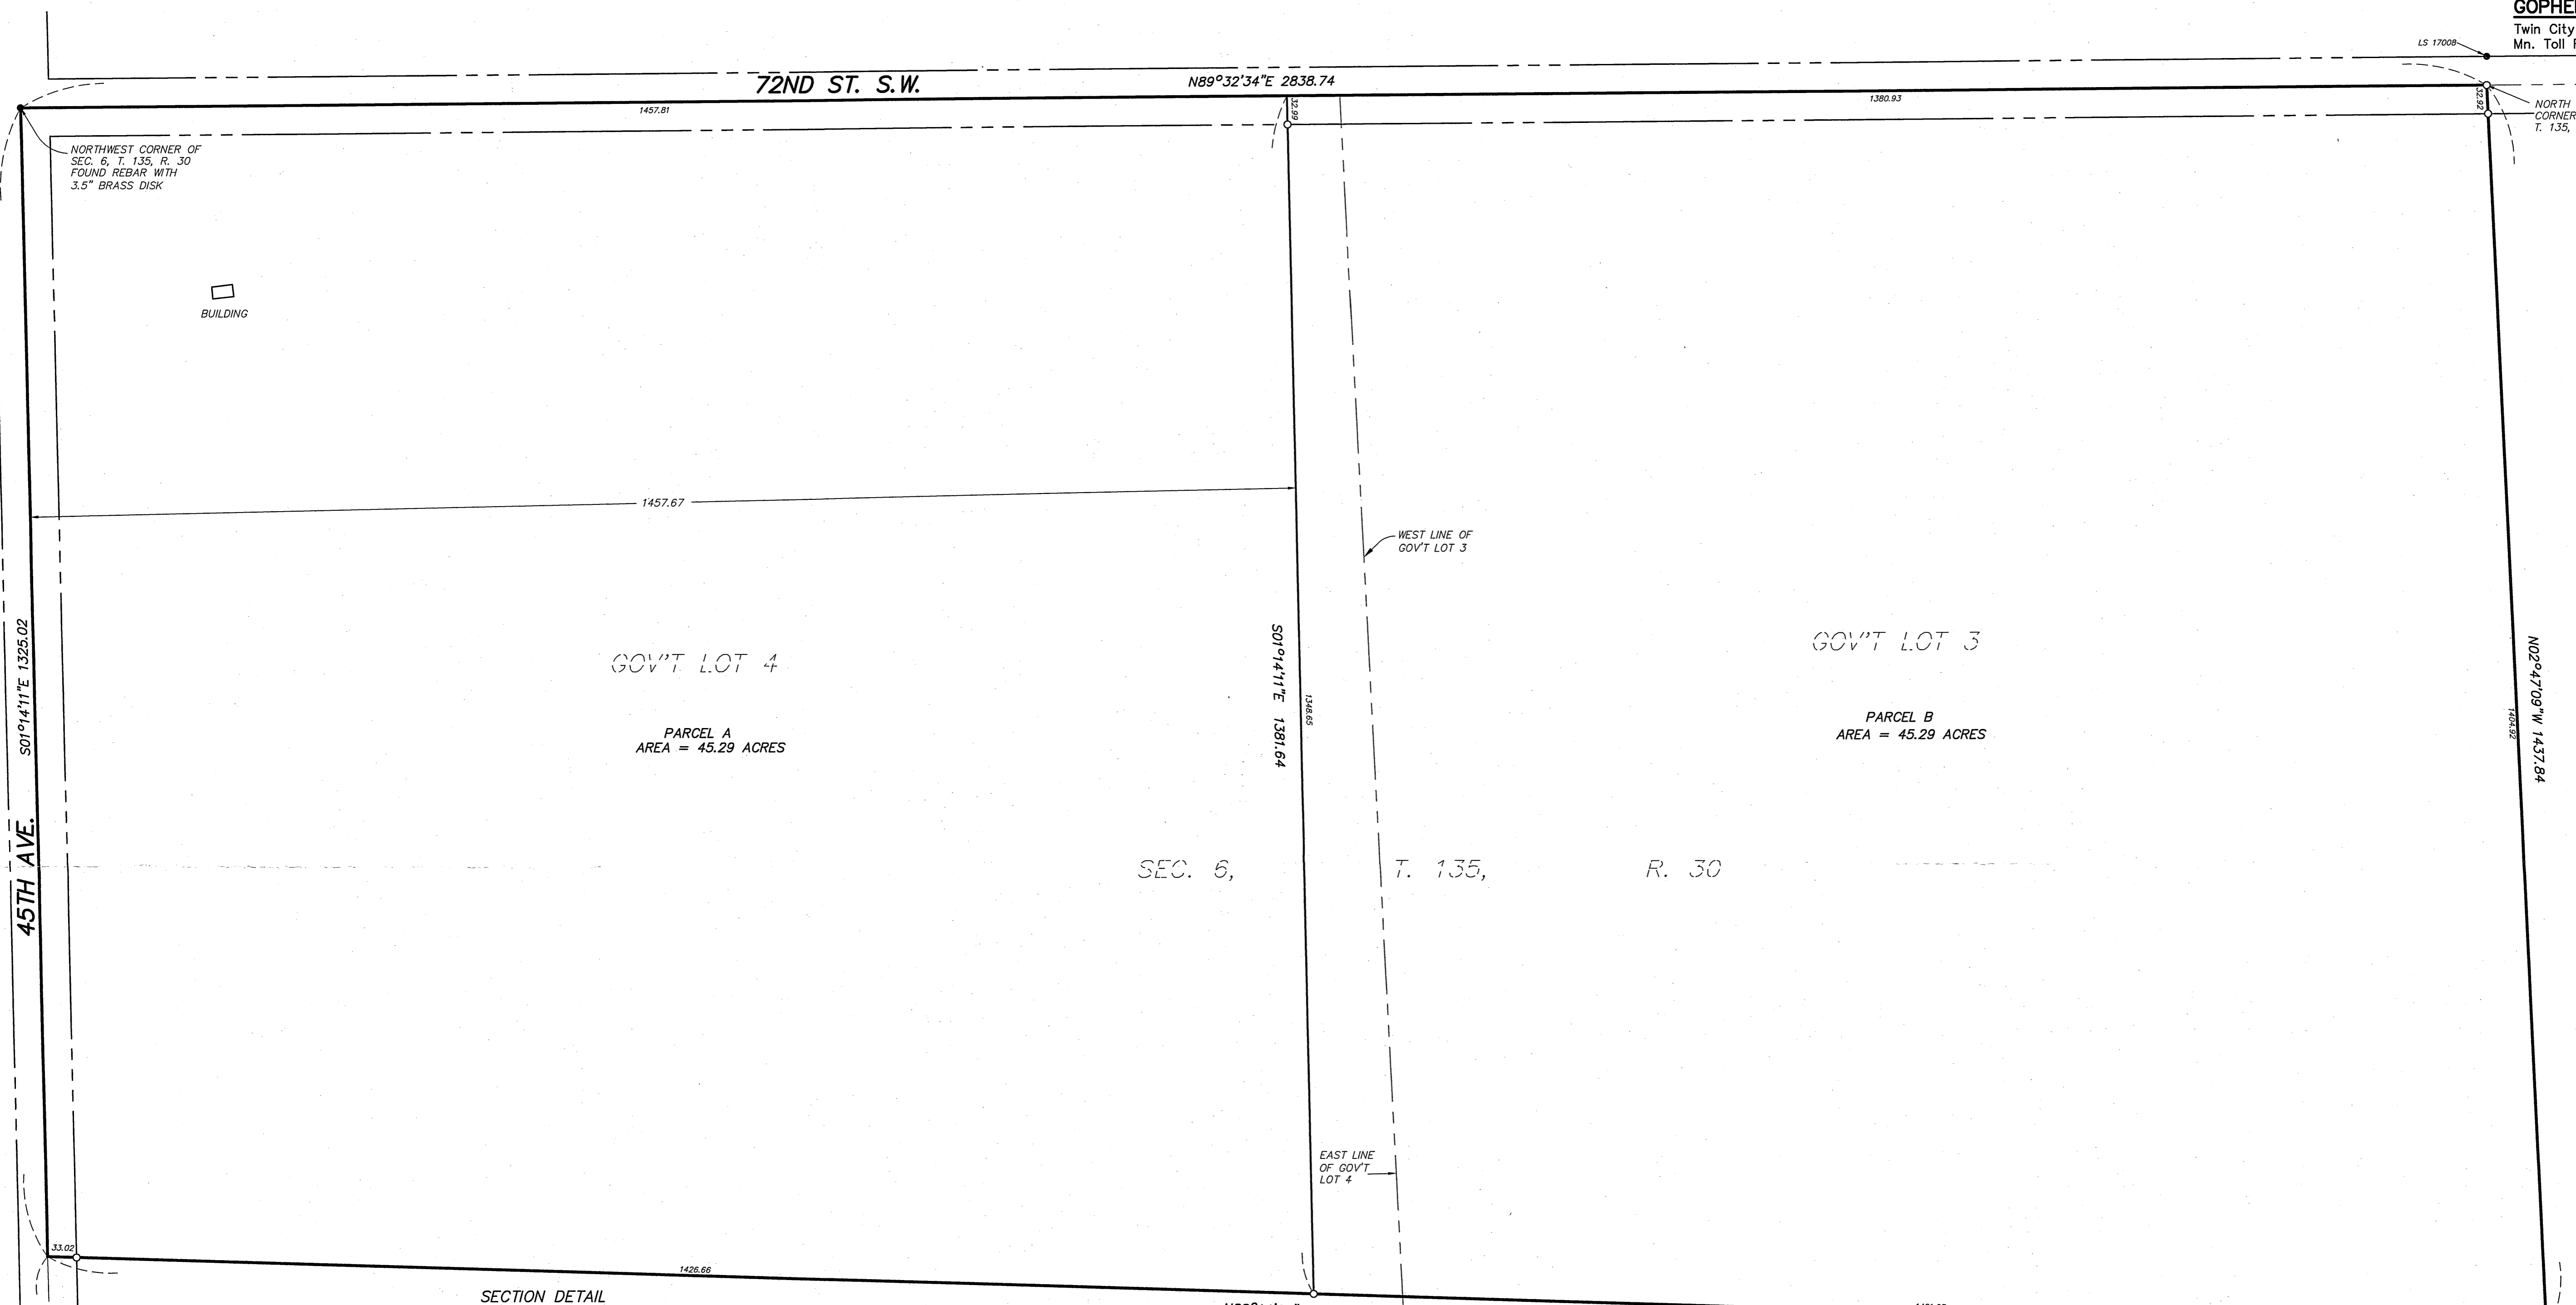 GOPHE
Twin City
Mn. Toll
LS 17008
72ND ST. S.W.
N89°32'34"E 2838.74
1457.81
32.99
1380.93
32.92
NORTH
CORNER
T. 135,
NORTHWEST CORNER OF
SEC. 6, T. 135, R. 30
FOUND REBAR WITH
3.5" BRASS DISK
BUILDING
1457.67
WEST LINE OF
GOV'T LOT 3
S01°14'11"E 1325.02
45TH AVE.
GOV'T LOT 4
PARCEL A
AREA = 45.29 ACRES
S01°14'11"E 1381.64
1348.65
GOV'T LOT 3
PARCEL B
AREA = 45.29 ACRES
1404.92
N02°47'09"W 1437.84
SEC. 6, T. 135, R. 30
EAST LINE
OF GOV'T
LOT 4
33.02
1426.66
SECTION DETAIL